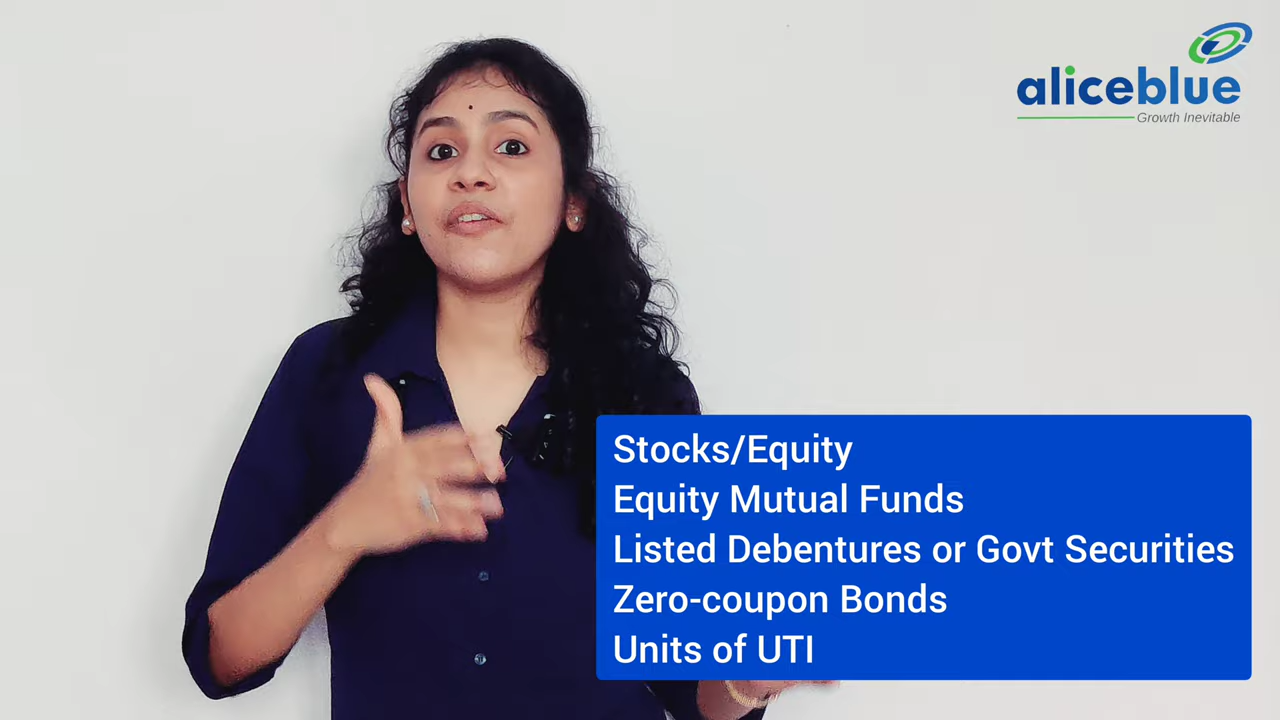 aliceblue
Growth Inevitable
Stocks/Equity
Equity Mutual Funds
Listed Debentures or Govt Securities
Zero-coupon Bonds
Units of UTI